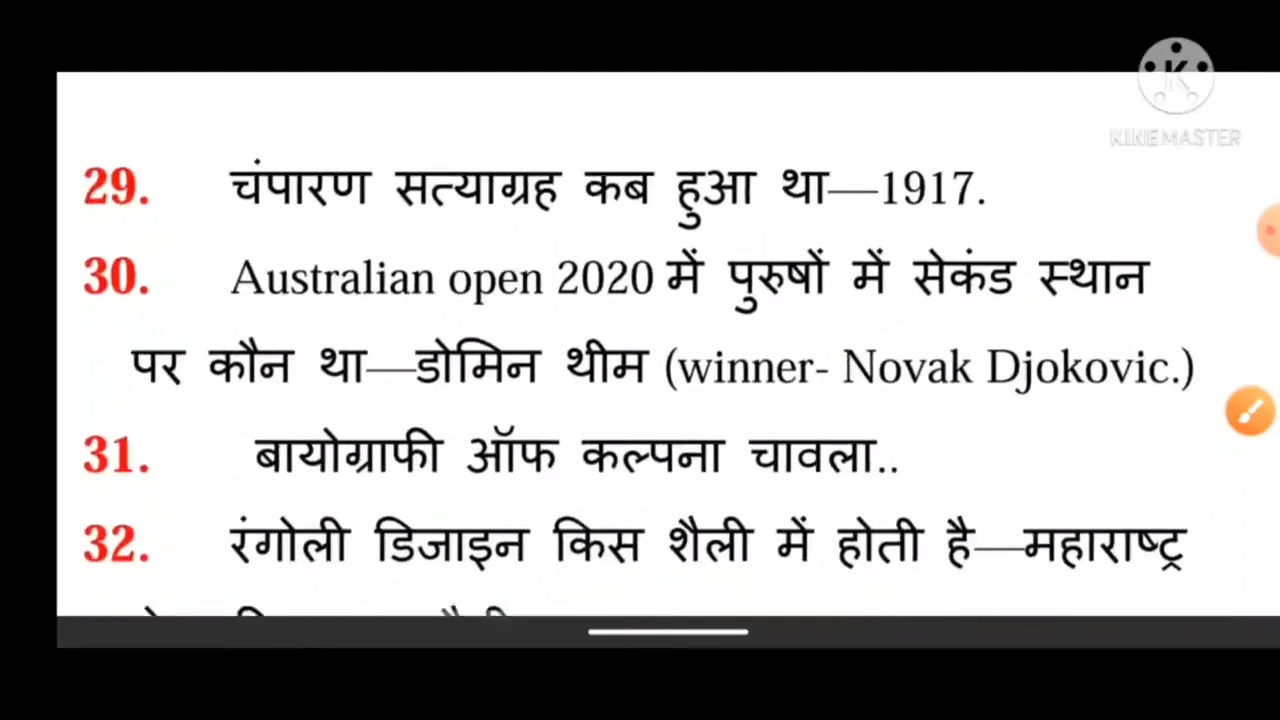 KINEMASTER
29. चंपारण सत्याग्रह कब हुआ था—1917.
30. Australian open 2020 में पुरुषों में सेकंड स्थान
पर कौन था—डोमिन थीम (winner- Novak Djokovic.)
31. बायोग्राफी ऑफ कल्पना चावला..
32. रंगोली डिजाइन किस शैली में होती है—महाराष्ट्र